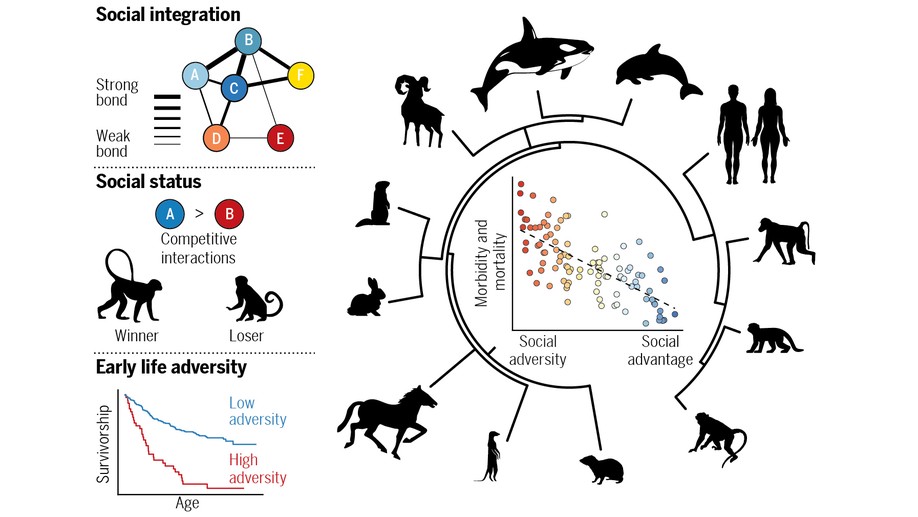 Social integration
B
A
F
C
D
E
Strong
bond
Weak
bond
Social status
A > B
Competitive
interactions
Winner
Loser
Early life adversity
Survivorship
Low
adversity
High
adversity
Age
Morbidity and
mortality
Social
adversity
Social
advantage